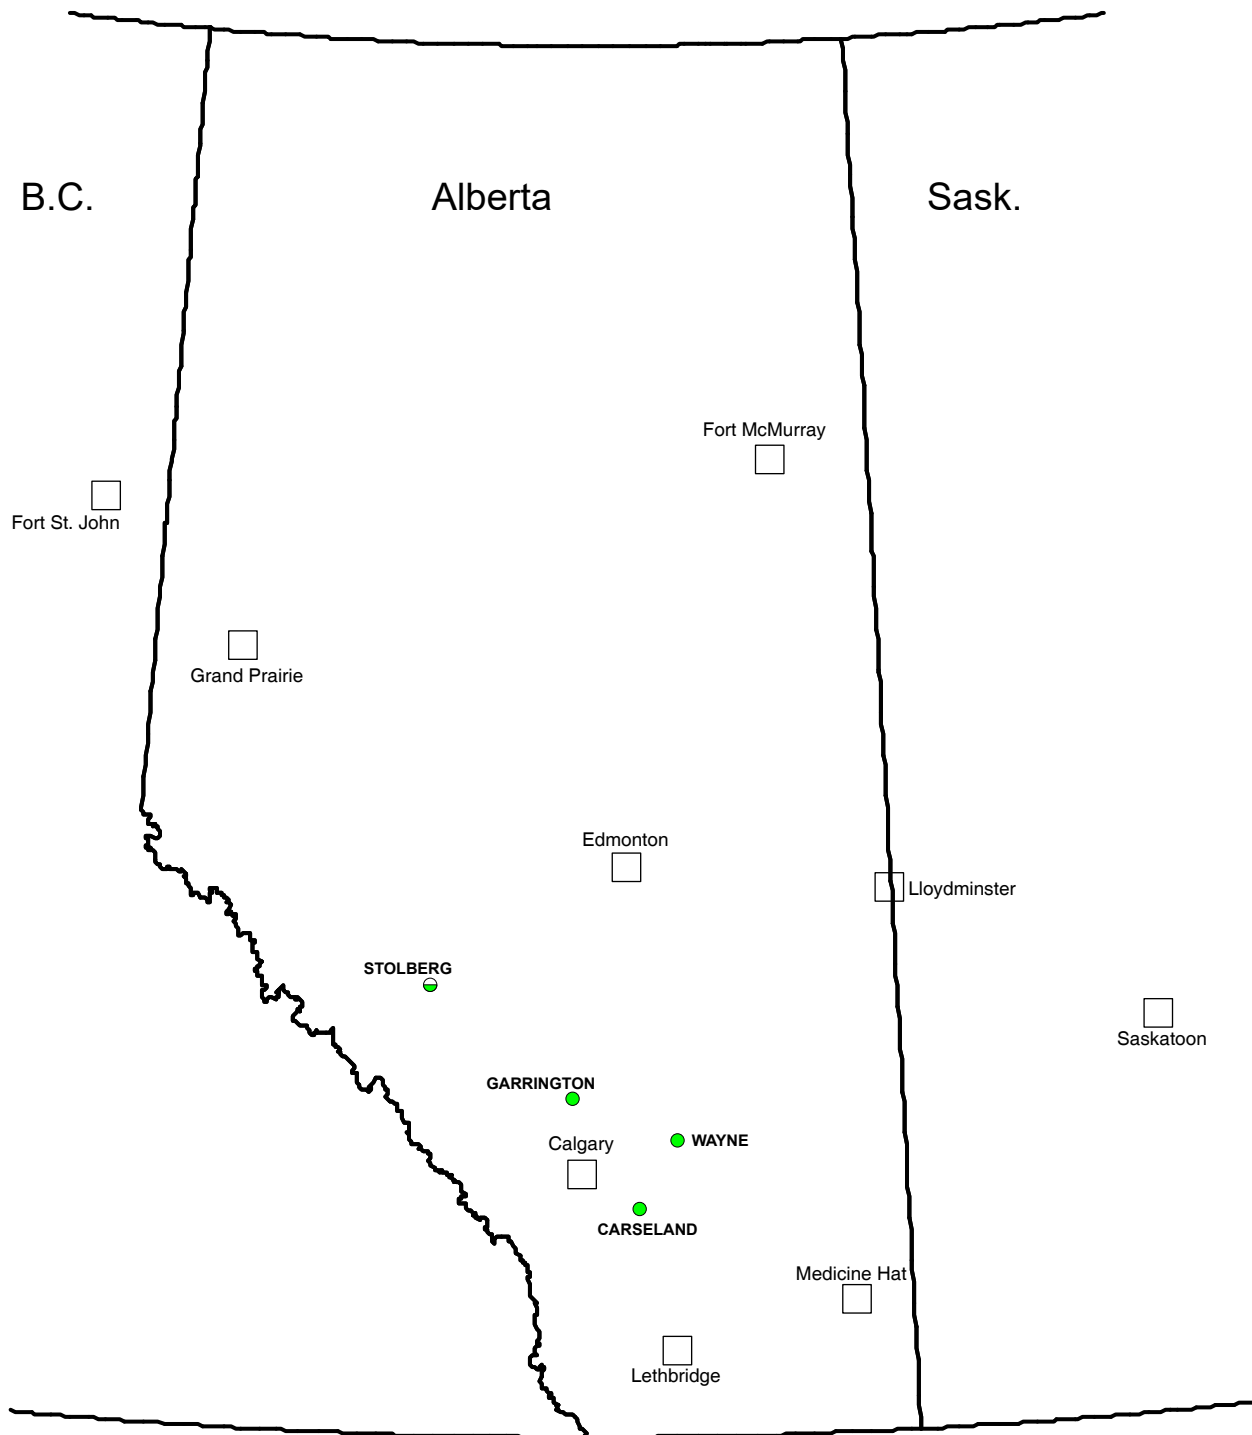 B.C.
Alberta
Sask.
Fort McMurray
Fort St. John
Grand Prairie
Edmonton
Lloydminster
STOLBERG
Saskatoon
GARRINGTON
WAYNE
Calgary
CARSELAND
Medicine Hat
Lethbridge